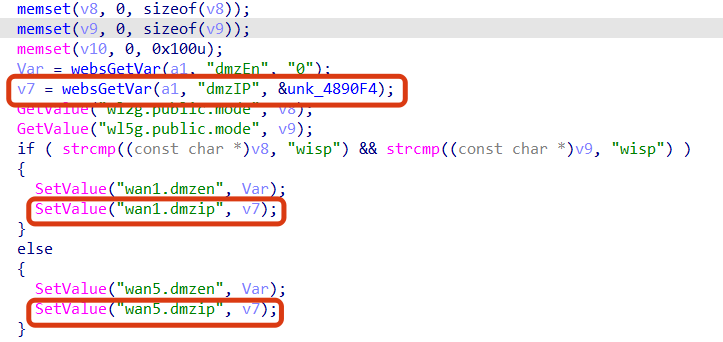 memset(v8, 0, sizeof(v8));
memset(v9, 0, sizeof(v9));
memset(v10, 0, 0x100u);
Var = websGetVar(a1, "dmzEn", "0");
v7 = websGetVar(a1, "dmzIP", &unk_4890F4);
GetValue("wl2g.public.mode", v8);
GetValue("wl5g.public.mode", v9);
if ( strcmp((const char *)v8, "wisp") && strcmp((const char *)v9, "wisp") )
{
SetValue("wan1.dmzen", Var);
SetValue("wan1.dmzip", v7);
}
else
{
SetValue("wan5.dmzen", Var);
SetValue("wan5.dmzip", v7);
}